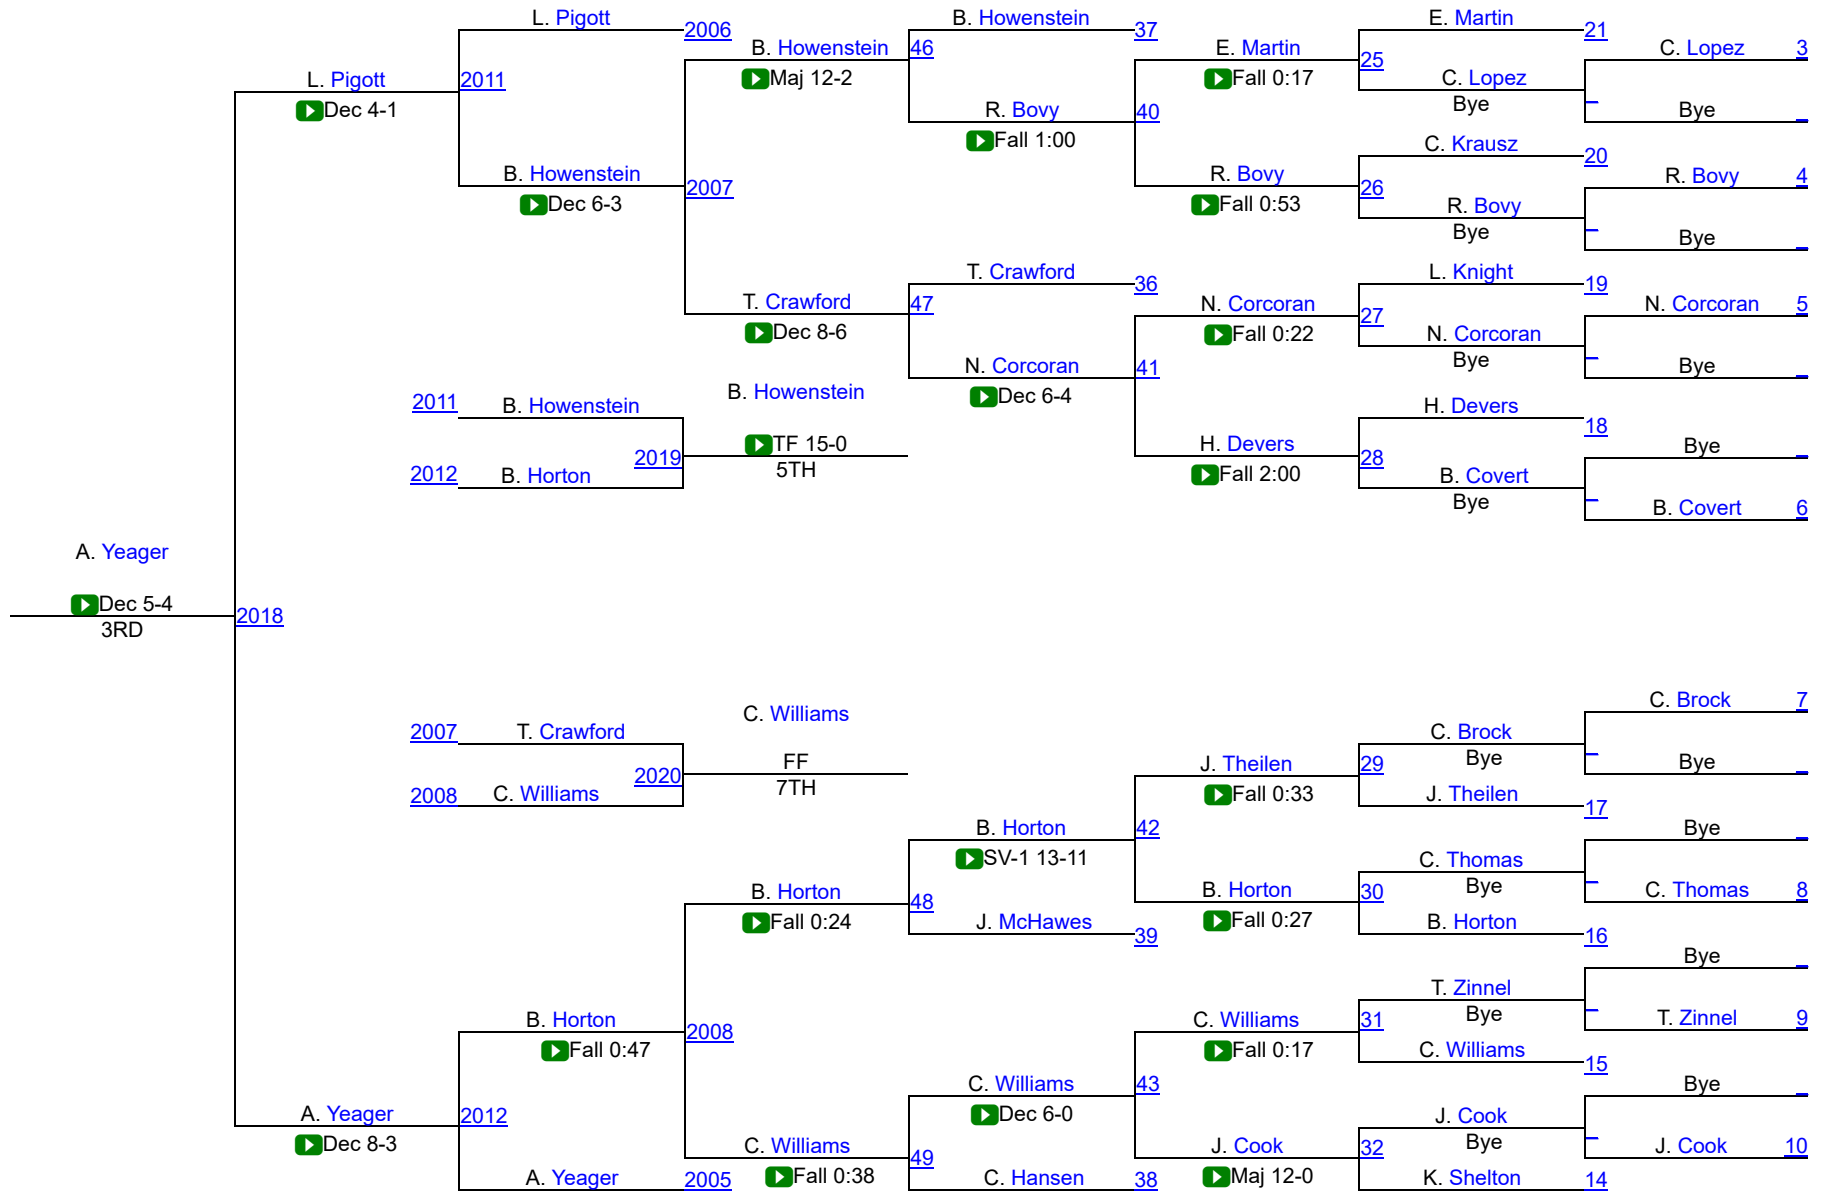 L. Pigott
2006
B. Howenstein
37
E. Martin
21
B. Howenstein
46
E. Martin
C. Lopez
3
Maj 12-2
Fall 0:17
25
C. Lopez
L. Pigott
2011
Bye
Bye
Dec 4-1
R. Bovy
40
Fall 1:00
C. Krausz
20
B. Howenstein
2007
R. Bovy
26
R. Bovy
4
Dec 6-3
Fall 0:53
R. Bovy
Bye
Bye
T. Crawford
36
L. Knight
19
T. Crawford
47
N. Corcoran
27
N. Corcoran
5
Dec 8-6
Fall 0:22
N. Corcoran
Bye
N. Corcoran
41
Bye
Dec 6-4
B. Howenstein
2011
B. Howenstein
H. Devers
18
TF 15-0
H. Devers
28
Bye
2019
5TH
Fall 2:00
2012
B. Horton
B. Covert
Bye
B. Covert
6
A. Yeager
Dec 5-4
3RD
2018
C. Brock
7
C. Williams
2007
T. Crawford
C. Brock
Bye
FF
J. Theilen
29
Bye
2020
7TH
Fall 0:33
2008
C. Williams
J. Theilen
17
B. Horton
42
Bye
SV-1 13-11
C. Thomas
B. Horton
48
B. Horton
30
Bye
C. Thomas
8
Fall 0:24
Fall 0:27
J. McHawes
39
B. Horton
16
Bye
T. Zinnel
B. Horton
2008
C. Williams
31
Bye
T. Zinnel
9
Fall 0:47
Fall 0:17
C. Williams
15
C. Williams
43
Bye
A. Yeager
2012
Dec 6-0
J. Cook
Dec 8-3
C. Williams
49
J. Cook
32
Bye
J. Cook
10
A. Yeager
2005
Fall 0:38
C. Hansen
38
Maj 12-0
K. Shelton
14